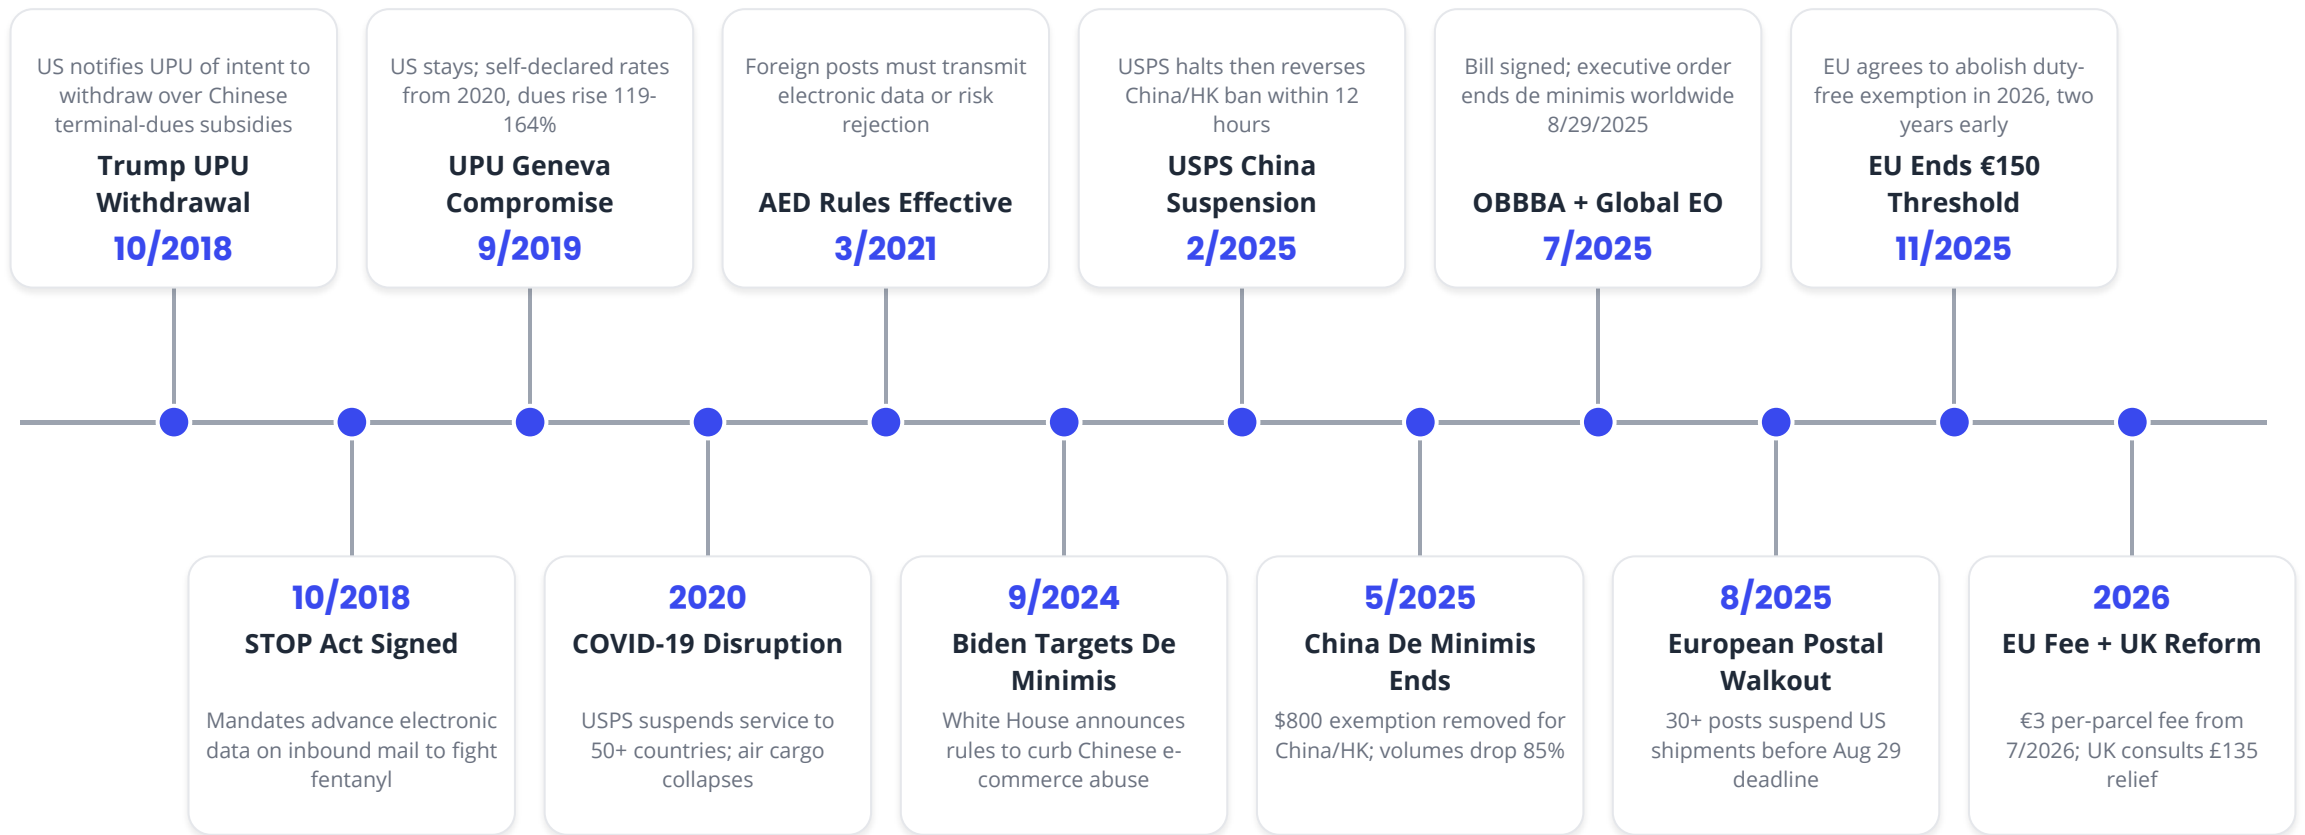 US notifies UPU of intent to
withdraw over Chinese
terminal-dues subsidies
Trump UPU
Withdrawal
10/2018
10/2018
STOP Act Signed
Mandates advance electronic
data on inbound mail to fight
fentanyl
US stays; self-declared rates
from 2020, dues rise 119-
164%
UPU Geneva
Compromise
9/2019
2020
COVID-19 Disruption
USPS suspends service to
50+ countries; air cargo
collapses
Foreign posts must transmit
electronic data or risk
rejection
AED Rules Effective
3/2021
9/2024
Biden Targets De
Minimis
White House announces
rules to curb Chinese e-
commerce abuse
USPS halts then reverses
China/HK ban within 12
hours
USPS China
Suspension
2/2025
5/2025
China De Minimis
Ends
$800 exemption removed for
China/HK; volumes drop 85%
Bill signed; executive order
ends de minimis worldwide
8/29/2025
OBBBA + Global EO
7/2025
8/2025
European Postal
Walkout
30+ posts suspend US
shipments before Aug 29
deadline
EU agrees to abolish duty-
free exemption in 2026, two
years early
EU Ends €150
Threshold
11/2025
2026
EU Fee + UK Reform
€3 per-parcel fee from
7/2026; UK consults £135
relief